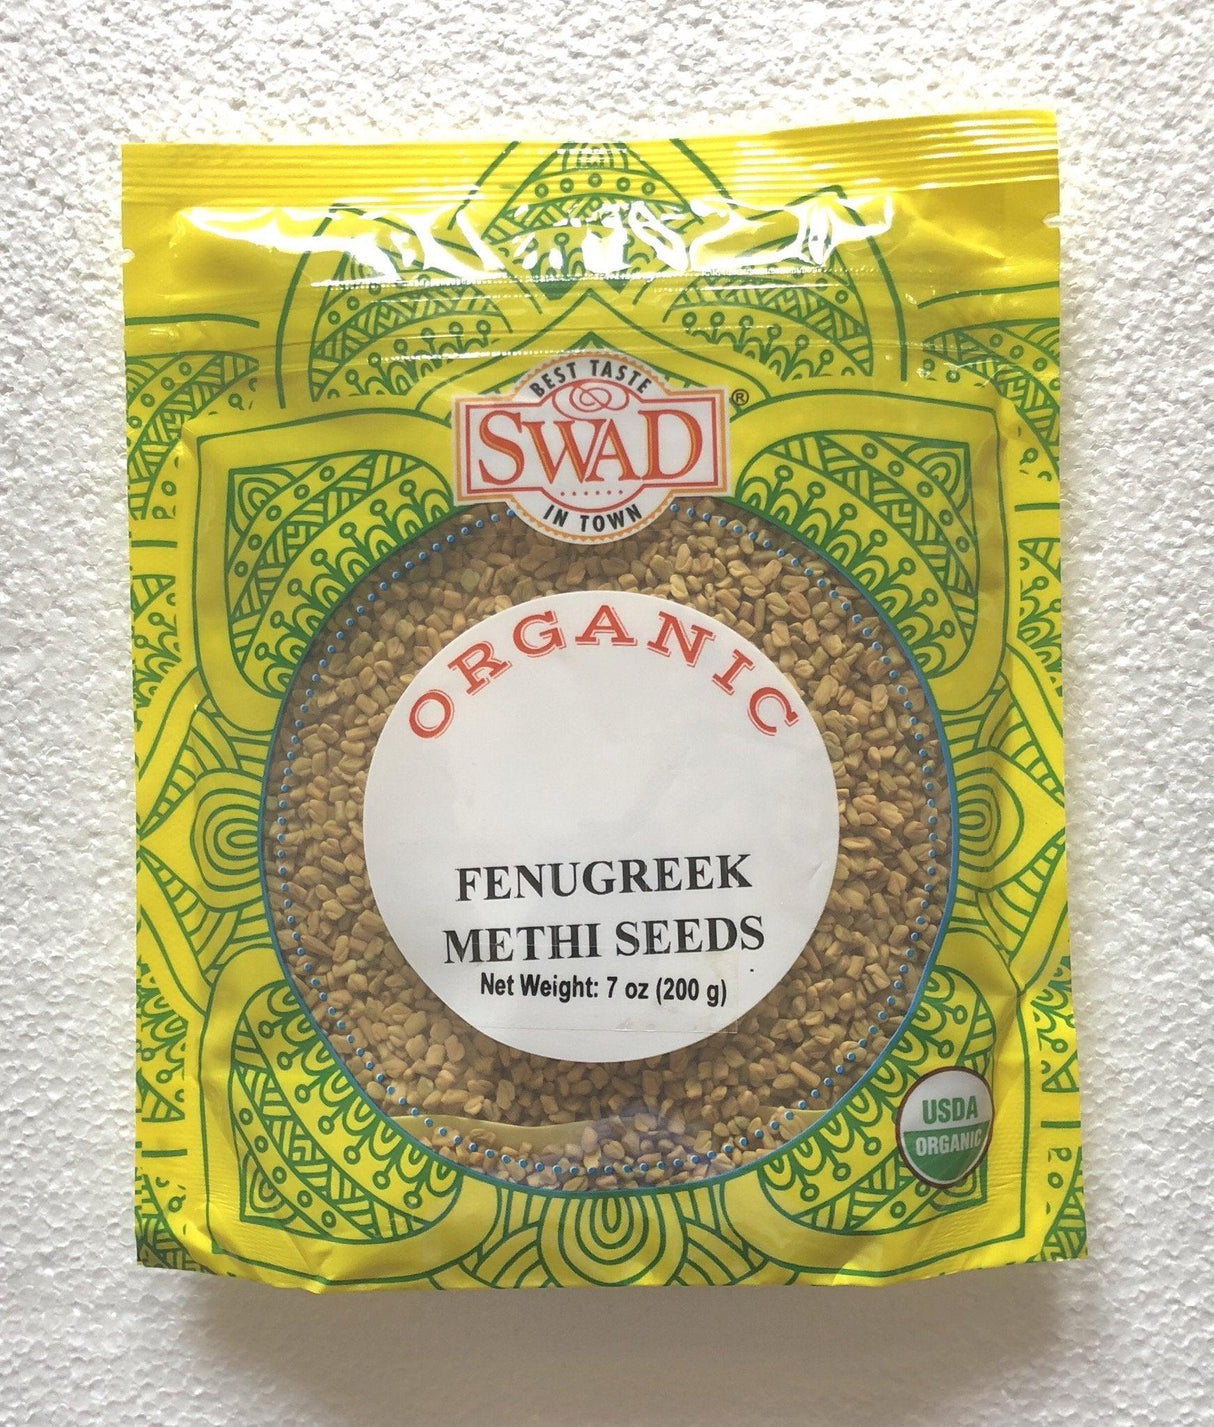 BEST TASTE
SWAD®
IN TOWN
ORGANIC
FENUGREEK
METHI SEEDS
Net Weight: 7 oz (200 g)
USDA
ORGANIC